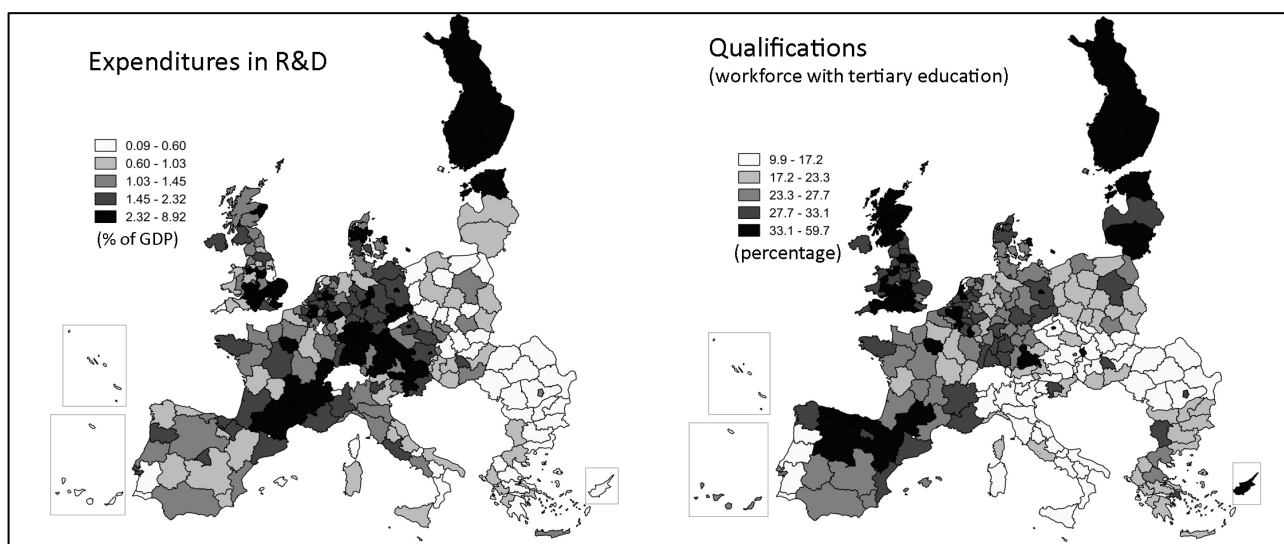 Expenditures in R&D
0.09 - 0.60
0.60 - 1.03
1.03 - 1.45
1.45 - 2.32
2.32 - 8.92
(% of GDP)
Qualifications
(workforce with tertiary education)
9.9 - 17.2
17.2 - 23.3
23.3 - 27.7
27.7 - 33.1
33.1 - 59.7
(percentage)